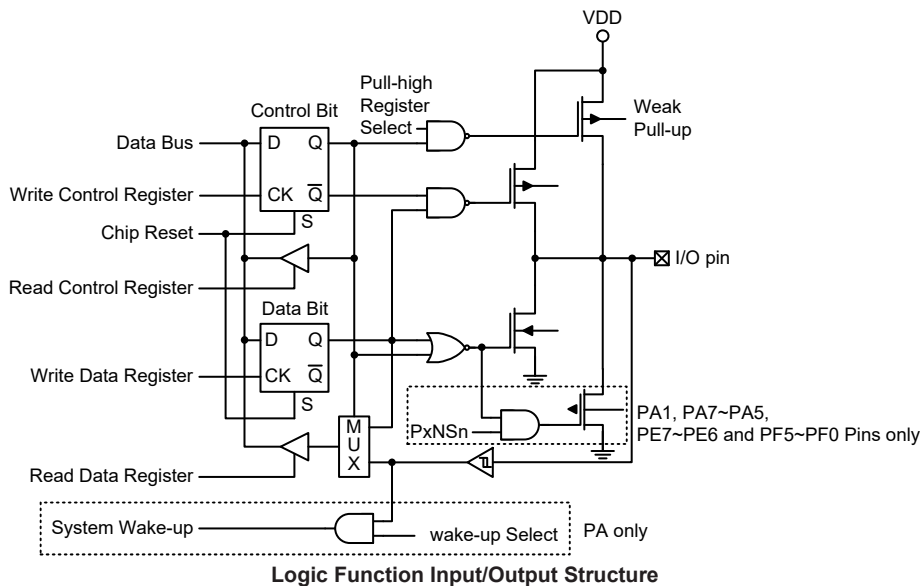 VDD
Pull-high
Register
Select
Weak
Pull-up
Control Bit
Data Bus
D Q
Write Control Register
CK Q
S
Chip Reset
I/O pin
Read Control Register
Data Bit
D Q
Write Data Register
CK Q
S
M
U
X
PxNSn
PA1, PA7~PA5,
PE7~PE6 and PF5~PF0 Pins only
Read Data Register
System Wake-up
wake-up Select
PA only
Logic Function Input/Output Structure